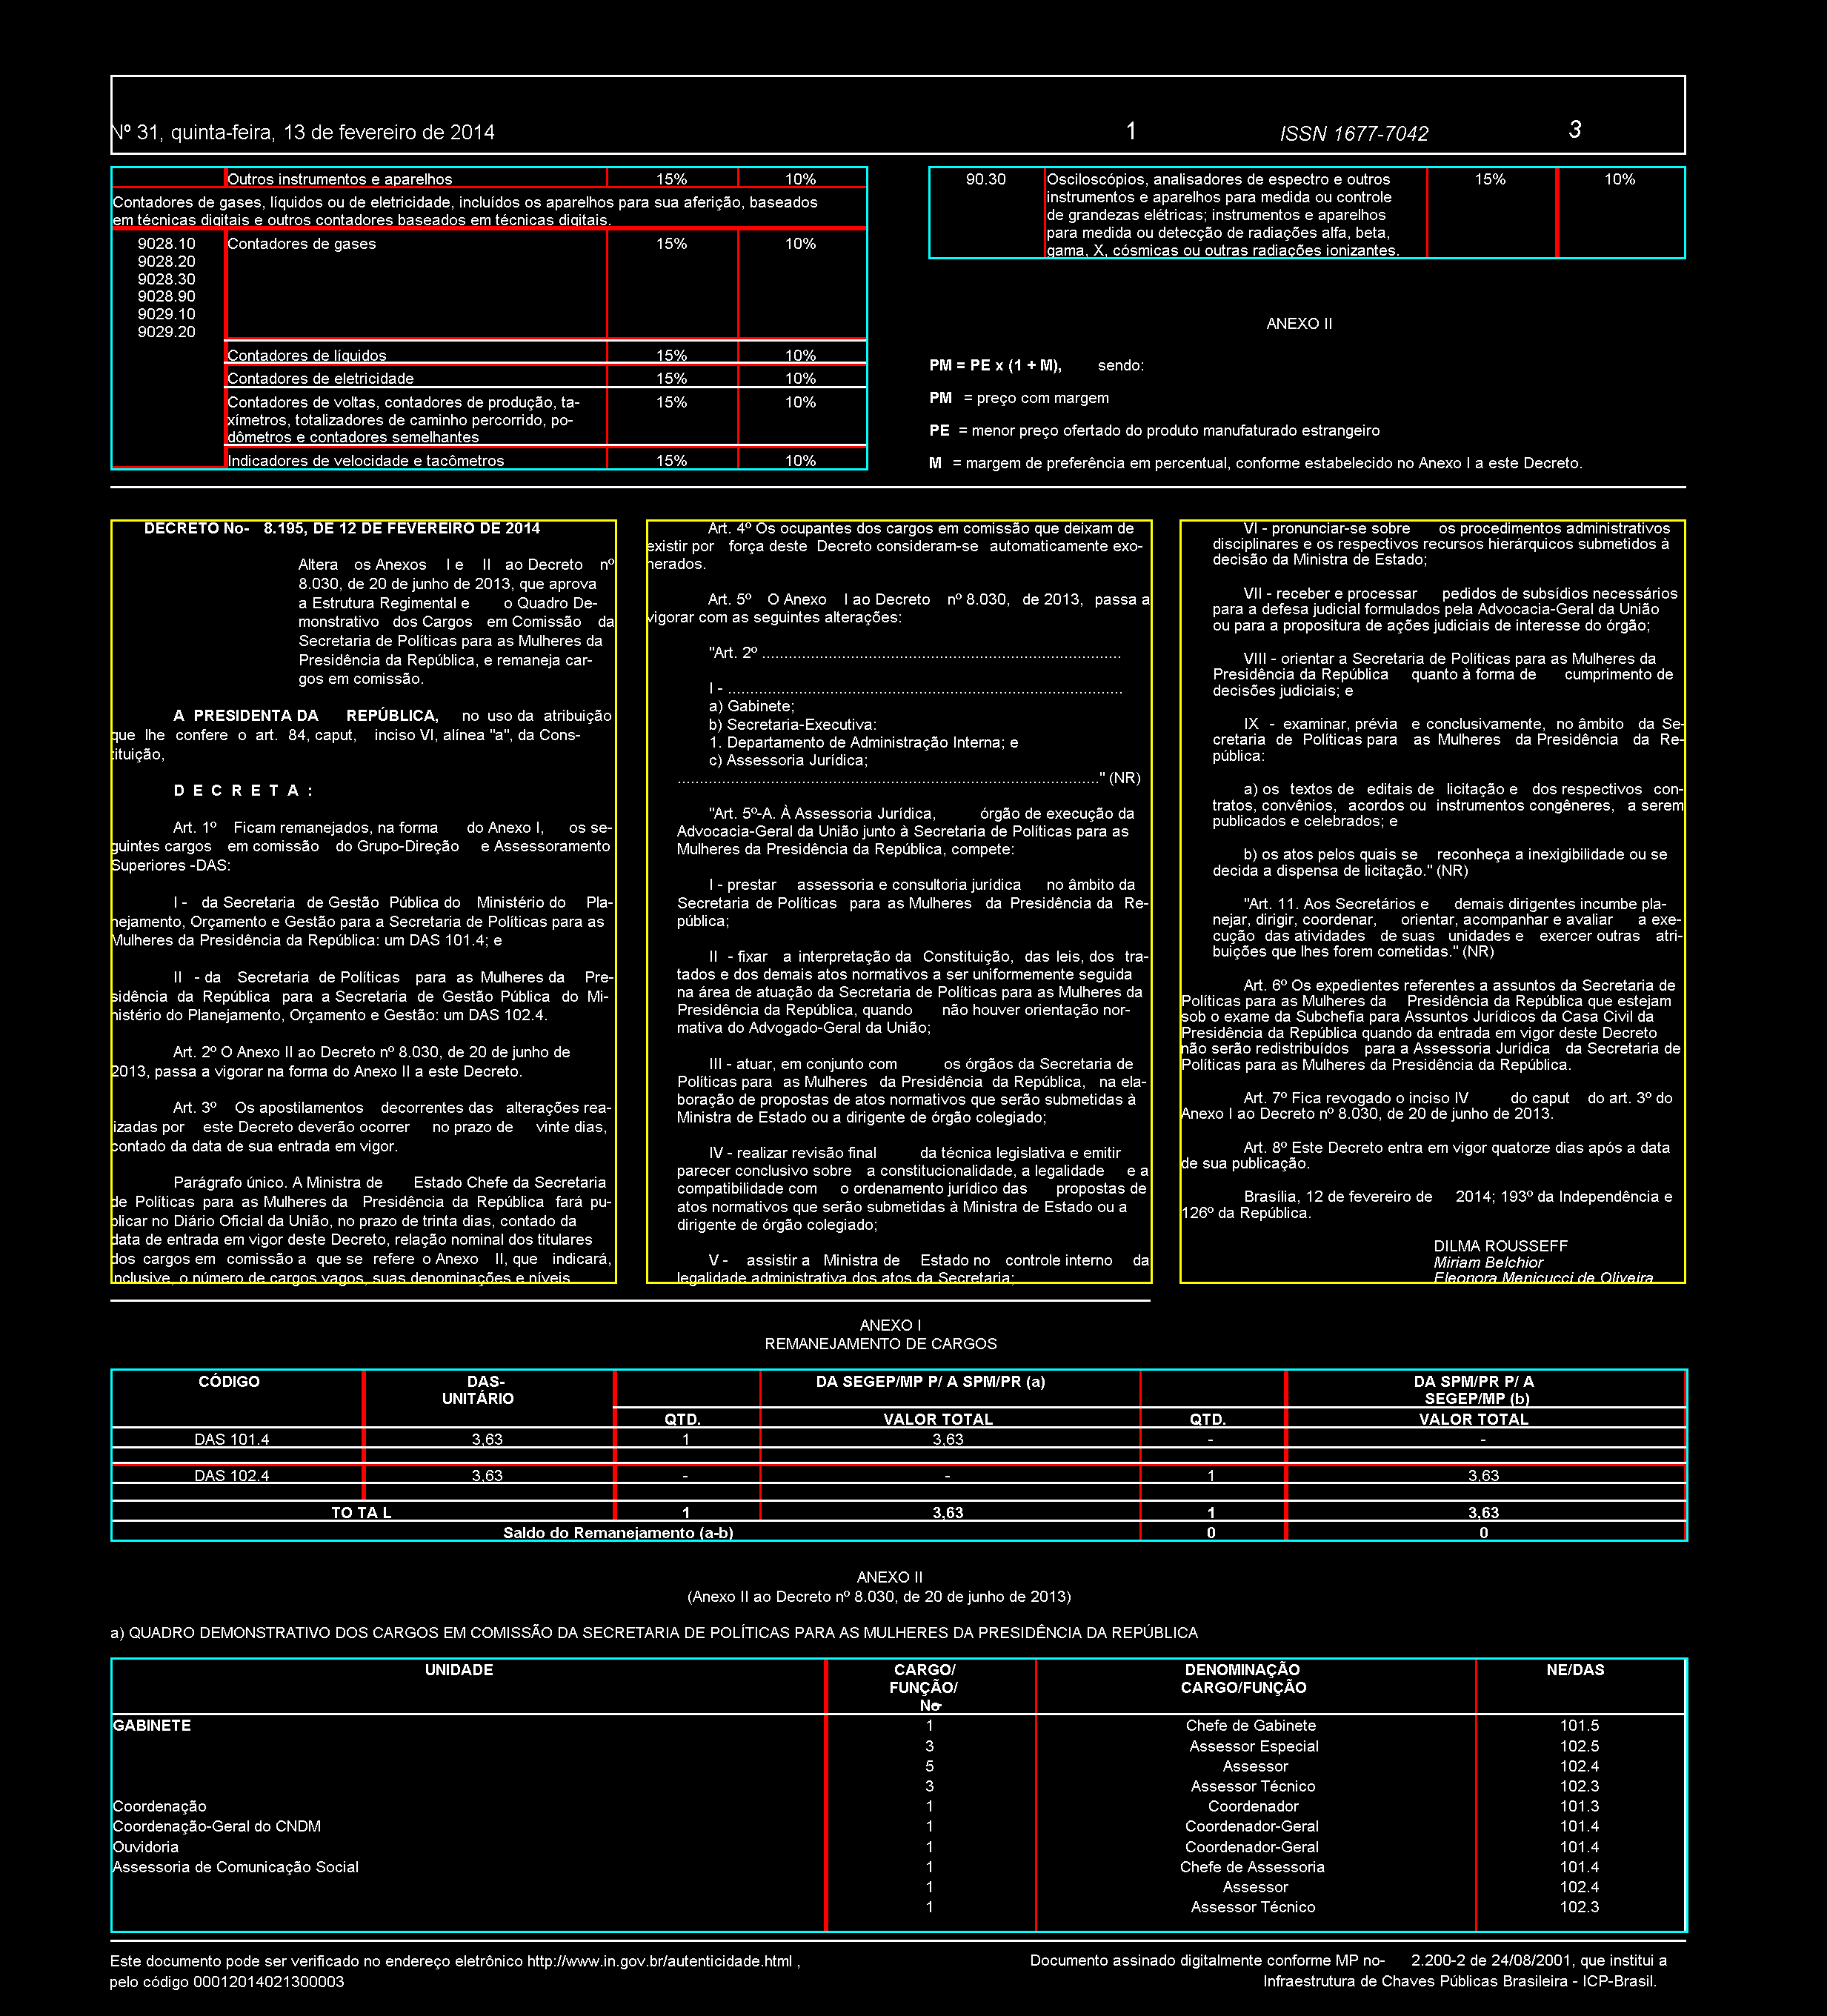 Nº 31, quinta-feira, 13 de fevereiro de 2014 1 ISSN 1677-7042 3
Outros instrumentos e aparelhos 15% 10%
Contadores de gases, líquidos ou de eletricidade, incluídos os aparelhos para sua aferição, baseados
em técnicas digitais e outros contadores baseados em técnicas digitais.
9028.10 Contadores de gases 15% 10%
9028.20
9028.30
9028.90
9029.10
9029.20
Contadores de líquidos 15% 10%
Contadores de eletricidade 15% 10%
Contadores de voltas, contadores de produção, ta- 15% 10%
xímetros, totalizadores de caminho percorrido, po-
dômetros e contadores semelhantes
Indicadores de velocidade e tacômetros 15% 10%
90.30 Osciloscópios, analisadores de espectro e outros 15% 10%
instrumentos e aparelhos para medida ou controle
de grandezas elétricas; instrumentos e aparelhos
para medida ou detecção de radiações alfa, beta,
gama, X, cósmicas ou outras radiações ionizantes.
ANEXO II
PM = PE x (1 + M), sendo:
PM = preço com margem
PE = menor preço ofertado do produto manufaturado estrangeiro
M = margem de preferência em percentual, conforme estabelecido no Anexo I a este Decreto.
DECRETO No- 8.195, DE 12 DE FEVEREIRO DE 2014
Altera os Anexos I e II ao Decreto nº
8.030, de 20 de junho de 2013, que aprova
a Estrutura Regimental e o Quadro De-
monstrativo dos Cargos em Comissão da
Secretaria de Políticas para as Mulheres da
Presidência da República, e remaneja car-
gos em comissão.
A PRESIDENTA DA REPÚBLICA, no uso da atribuição
que lhe confere o art. 84, caput, inciso VI, alínea "a", da Cons-
tituição,
D E C R E T A :
Art. 1º Ficam remanejados, na forma do Anexo I, os se-
guintes cargos em comissão do Grupo-Direção e Assessoramento
Superiores -DAS:
I - da Secretaria de Gestão Pública do Ministério do Pla-
nejamento, Orçamento e Gestão para a Secretaria de Políticas para as
Mulheres da Presidência da República: um DAS 101.4; e
II - da Secretaria de Políticas para as Mulheres da Pre-
sidência da República para a Secretaria de Gestão Pública do Mi-
nistério do Planejamento, Orçamento e Gestão: um DAS 102.4.
Art. 2º O Anexo II ao Decreto nº 8.030, de 20 de junho de
2013, passa a vigorar na forma do Anexo II a este Decreto.
Art. 3º Os apostilamentos decorrentes das alterações rea-
lizadas por este Decreto deverão ocorrer no prazo de vinte dias,
contado da data de sua entrada em vigor.
Parágrafo único. A Ministra de Estado Chefe da Secretaria
de Políticas para as Mulheres da Presidência da República fará pu-
blicar no Diário Oficial da União, no prazo de trinta dias, contado da
data de entrada em vigor deste Decreto, relação nominal dos titulares
dos cargos em comissão a que se refere o Anexo II, que indicará,
inclusive, o número de cargos vagos, suas denominações e níveis
Art. 4º Os ocupantes dos cargos em comissão que deixam de
existir por força deste Decreto consideram-se automaticamente exo-
nerados.
Art. 5º O Anexo I ao Decreto nº 8.030, de 2013, passa a
vigorar com as seguintes alterações:
"Art. 2º .................................................................................
I - .........................................................................................
a) Gabinete;
b) Secretaria-Executiva:
1. Departamento de Administração Interna; e
c) Assessoria Jurídica;
..............................................................................................." (NR)
"Art. 5º-A. À Assessoria Jurídica, órgão de execução da
Advocacia-Geral da União junto à Secretaria de Políticas para as
Mulheres da Presidência da República, compete:
I - prestar assessoria e consultoria jurídica no âmbito da
Secretaria de Políticas para as Mulheres da Presidência da Re-
pública;
II - fixar a interpretação da Constituição, das leis, dos tra-
tados e dos demais atos normativos a ser uniformemente seguida
na área de atuação da Secretaria de Políticas para as Mulheres da
Presidência da República, quando não houver orientação nor-
mativa do Advogado-Geral da União;
III - atuar, em conjunto com os órgãos da Secretaria de
Políticas para as Mulheres da Presidência da República, na ela-
boração de propostas de atos normativos que serão submetidas à
Ministra de Estado ou a dirigente de órgão colegiado;
IV - realizar revisão final da técnica legislativa e emitir
parecer conclusivo sobre a constitucionalidade, a legalidade e a
compatibilidade com o ordenamento jurídico das propostas de
atos normativos que serão submetidas à Ministra de Estado ou a
dirigente de órgão colegiado;
V - assistir a Ministra de Estado no controle interno da
legalidade administrativa dos atos da Secretaria;
VI - pronunciar-se sobre os procedimentos administrativos
disciplinares e os respectivos recursos hierárquicos submetidos à
decisão da Ministra de Estado;
VII - receber e processar pedidos de subsídios necessários
para a defesa judicial formulados pela Advocacia-Geral da União
ou para a propositura de ações judiciais de interesse do órgão;
VIII - orientar a Secretaria de Políticas para as Mulheres da
Presidência da República quanto à forma de cumprimento de
decisões judiciais; e
IX - examinar, prévia e conclusivamente, no âmbito da Se-
cretaria de Políticas para as Mulheres da Presidência da Re-
pública:
a) os textos de editais de licitação e dos respectivos con-
tratos, convênios, acordos ou instrumentos congêneres, a serem
publicados e celebrados; e
b) os atos pelos quais se reconheça a inexigibilidade ou se
decida a dispensa de licitação." (NR)
"Art. 11. Aos Secretários e demais dirigentes incumbe pla-
nejar, dirigir, coordenar, orientar, acompanhar e avaliar a exe-
cução das atividades de suas unidades e exercer outras atri-
buições que lhes forem cometidas." (NR)
Art. 6º Os expedientes referentes a assuntos da Secretaria de
Políticas para as Mulheres da Presidência da República que estejam
sob o exame da Subchefia para Assuntos Jurídicos da Casa Civil da
Presidência da República quando da entrada em vigor deste Decreto
não serão redistribuídos para a Assessoria Jurídica da Secretaria de
Políticas para as Mulheres da Presidência da República.
Art. 7º Fica revogado o inciso IV do caput do art. 3º do
Anexo I ao Decreto nº 8.030, de 20 de junho de 2013.
Art. 8º Este Decreto entra em vigor quatorze dias após a data
de sua publicação.
Brasília, 12 de fevereiro de 2014; 193º da Independência e
126º da República.
DILMA ROUSSEFF
Miriam Belchior
Eleonora Menicucci de Oliveira
ANEXO I
REMANEJAMENTO DE CARGOS
CÓDIGO DAS- DA SEGEP/MP P/ A SPM/PR (a) DA SPM/PR P/ A
UNITÁRIO SEGEP/MP (b)
QTD. VALOR TOTAL QTD. VALOR TOTAL
DAS 101.4 3,63 1 3,63 - -
DAS 102.4 3,63 - - 1 3,63
TO TA L 1 3,63 1 3,63
Saldo do Remanejamento (a-b) 0 0
ANEXO II
(Anexo II ao Decreto nº 8.030, de 20 de junho de 2013)
a) QUADRO DEMONSTRATIVO DOS CARGOS EM COMISSÃO DA SECRETARIA DE POLÍTICAS PARA AS MULHERES DA PRESIDÊNCIA DA REPÚBLICA
UNIDADE CARGO/ DENOMINAÇÃO NE/DAS
FUNÇÃO/ CARGO/FUNÇÃO
No-
GABINETE 1 Chefe de Gabinete 101.5
3 Assessor Especial 102.5
5 Assessor 102.4
3 Assessor Técnico 102.3
Coordenação 1 Coordenador 101.3
Coordenação-Geral do CNDM 1 Coordenador-Geral 101.4
Ouvidoria 1 Coordenador-Geral 101.4
Assessoria de Comunicação Social 1 Chefe de Assessoria 101.4
1 Assessor 102.4
1 Assessor Técnico 102.3
Este documento pode ser verificado no endereço eletrônico http://www.in.gov.br/autenticidade.html ,
pelo código 00012014021300003
Documento assinado digitalmente conforme MP no- 2.200-2 de 24/08/2001, que institui a
Infraestrutura de Chaves Públicas Brasileira - ICP-Brasil.